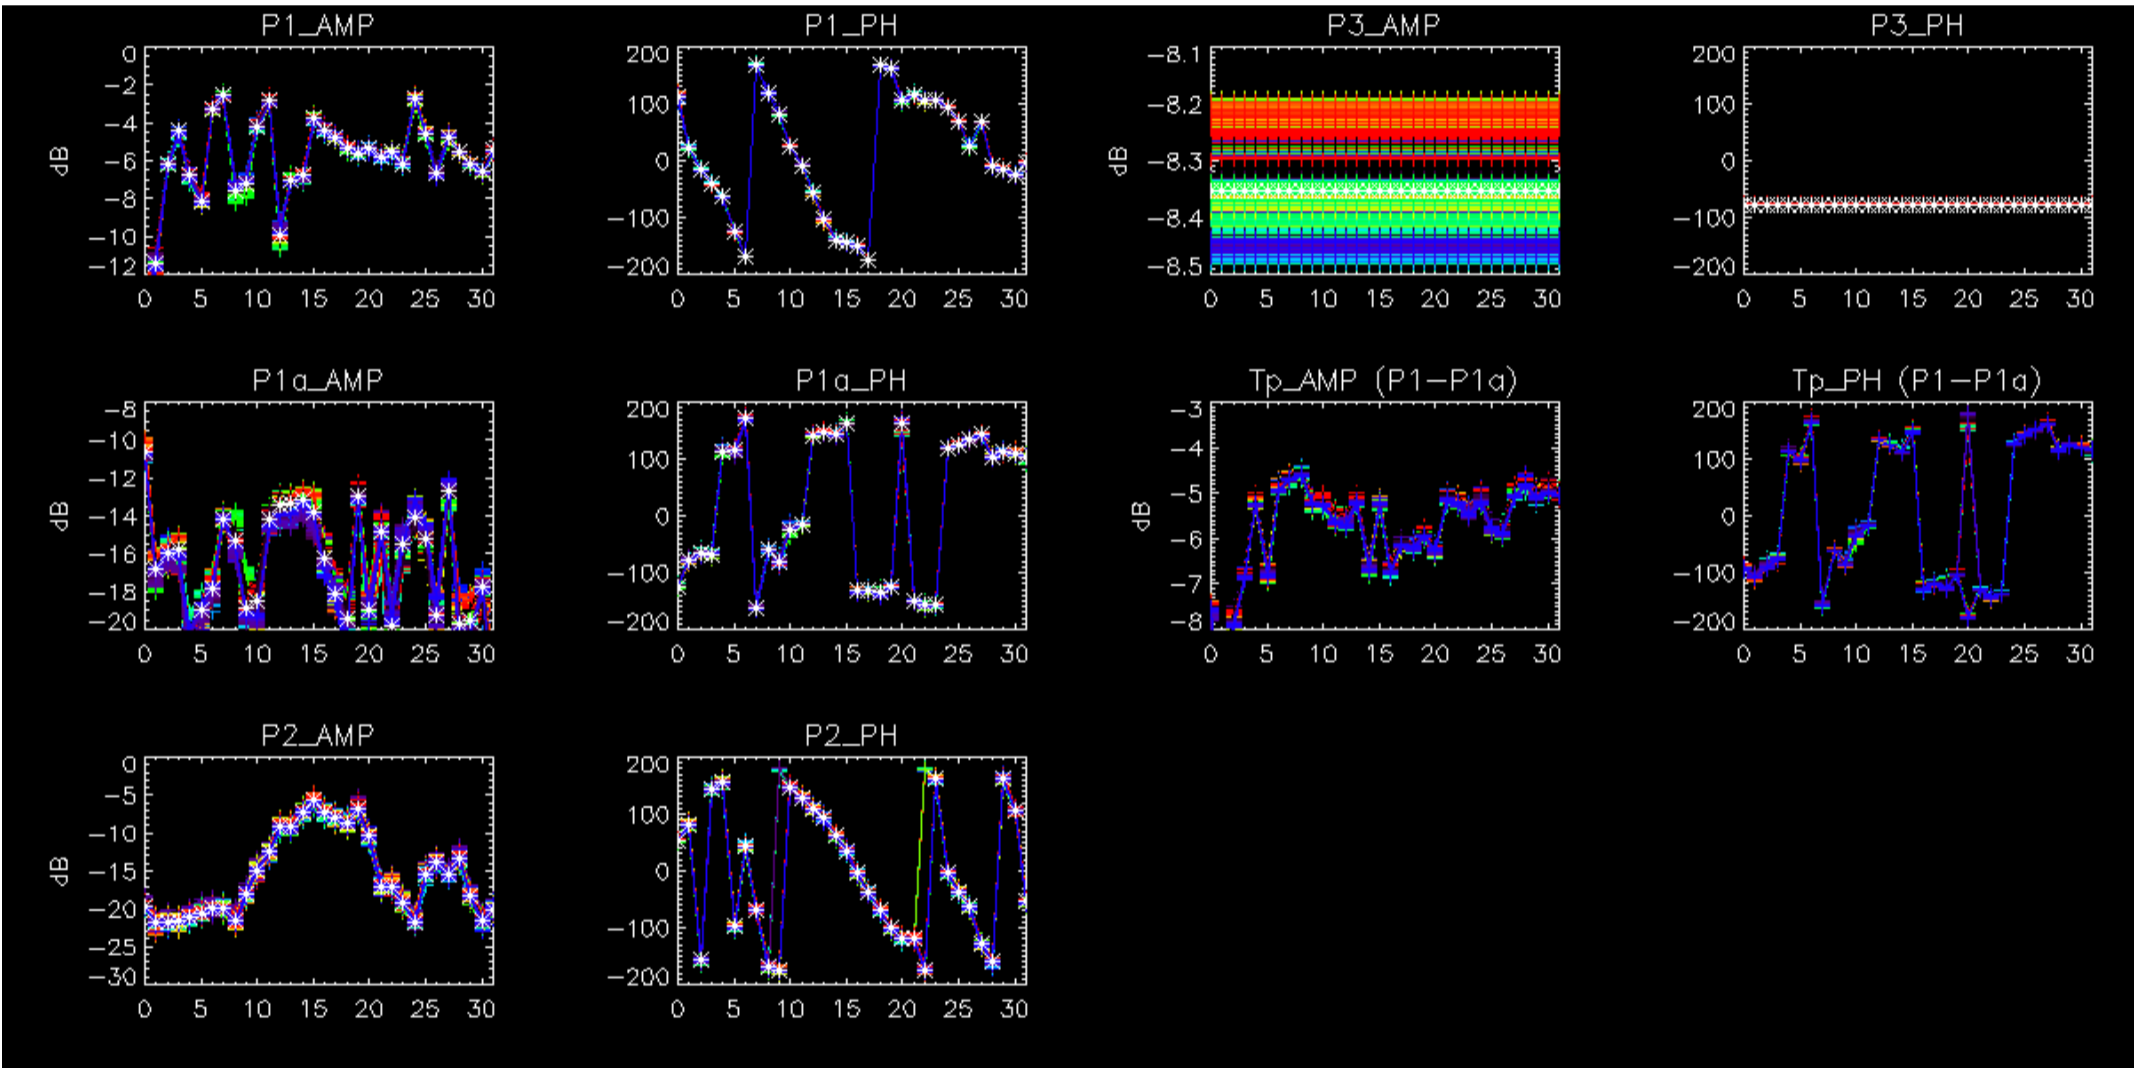 P1_AMP
dB
0
−2
−4
−6
−8
−10
−12
0 5 10 15 20 25 30
P1_PH
200
100
0
−100
−200
0 5 10 15 20 25 30
P3_AMP
dB
−8.1
−8.2
−8.3
−8.4
−8.5
0 5 10 15 20 25 30
P3_PH
200
100
0
−100
−200
0 5 10 15 20 25 30
P1a_AMP
dB
−8
−10
−12
−14
−16
−18
−20
0 5 10 15 20 25 30
P1a_PH
200
100
0
−100
−200
0 5 10 15 20 25 30
Tp_AMP (P1−P1a)
dB
−3
−4
−5
−6
−7
−8
0 5 10 15 20 25 30
Tp_PH (P1−P1a)
200
100
0
−100
−200
0 5 10 15 20 25 30
P2_AMP
dB
0
−5
−10
−15
−20
−25
−30
0 5 10 15 20 25 30
P2_PH
200
100
0
−100
−200
0 5 10 15 20 25 30